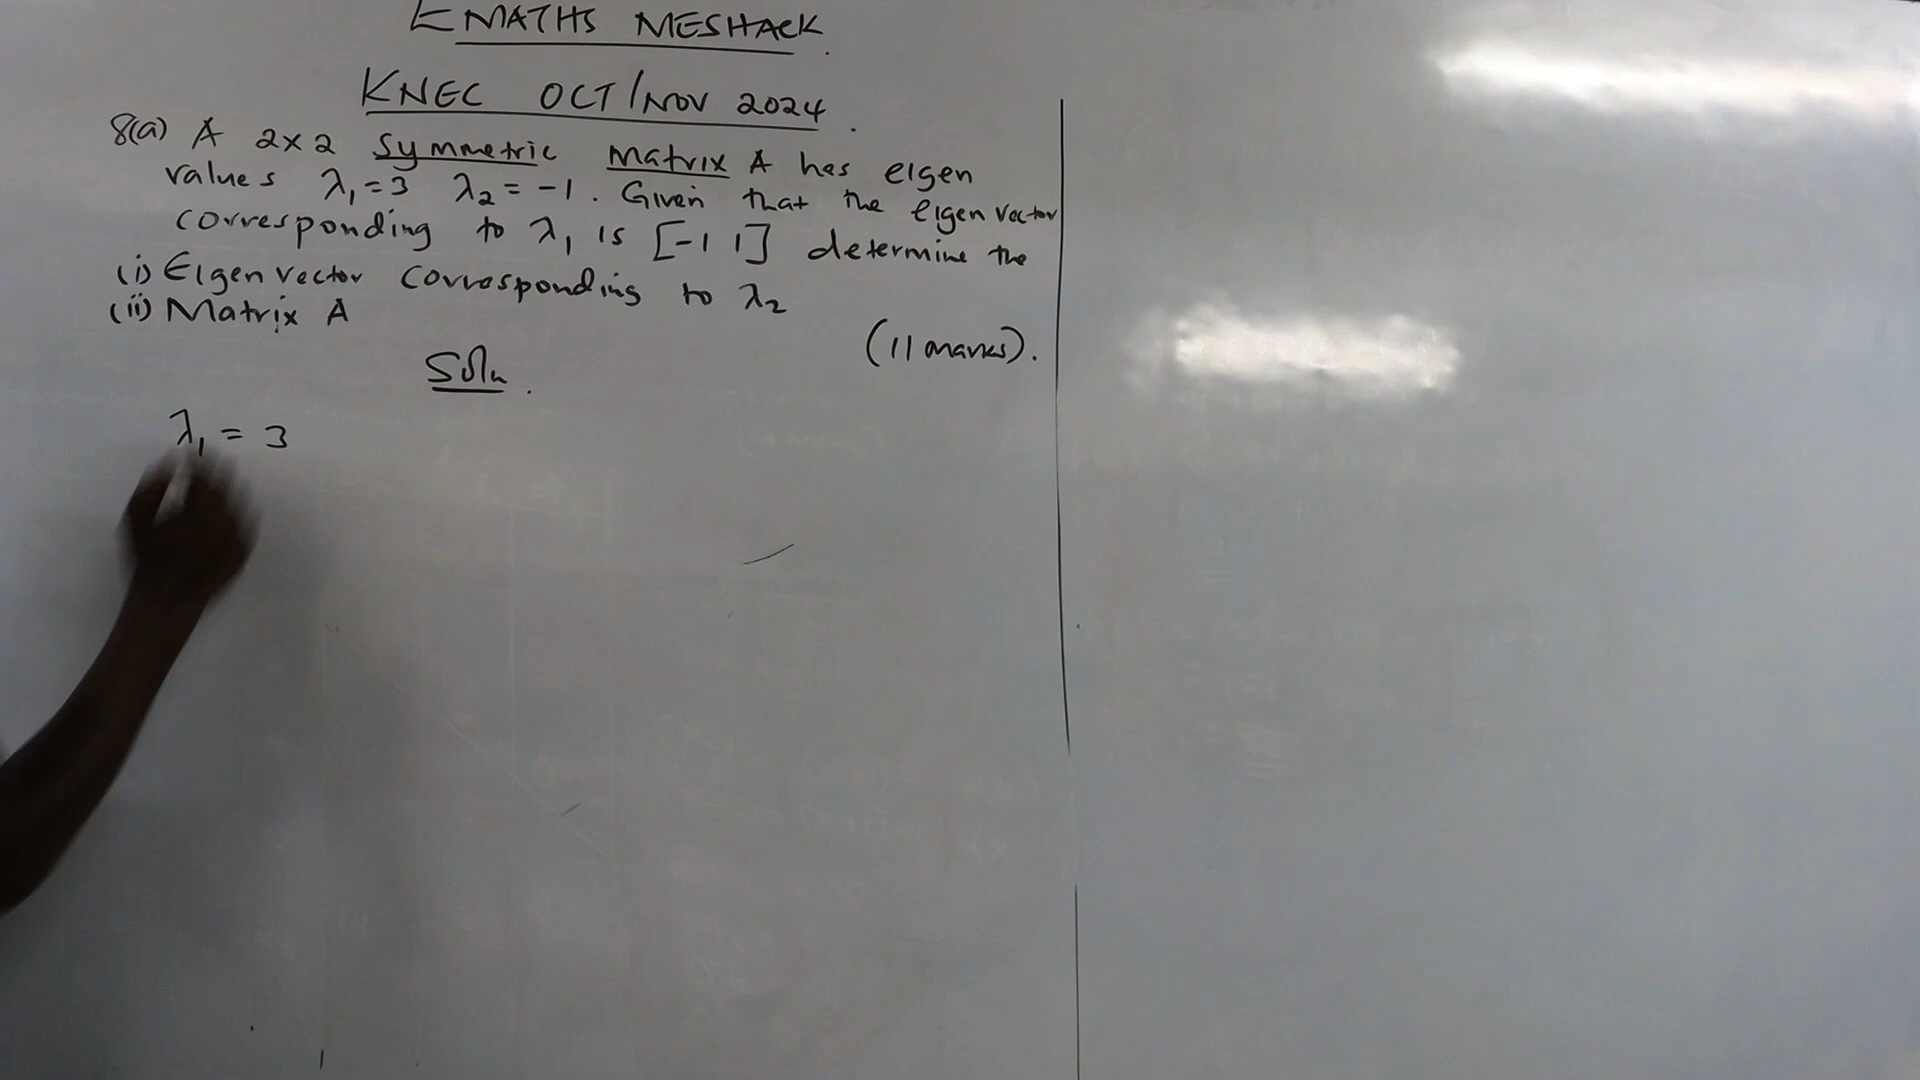 EMATHS MESHACK.
KNEC OCT/NOV 2024.
8(a) A 2x2 Symmetric Matrix A has eigen
values λ₁=3 λ₂=-1. Given that the eigen vector
corresponding to λ₁ is [-1 1] determine the
(i) Eigen vector corresponding to λ₂
(ii) Matrix A
(11 marks).
Soln.
λ₁ = 3